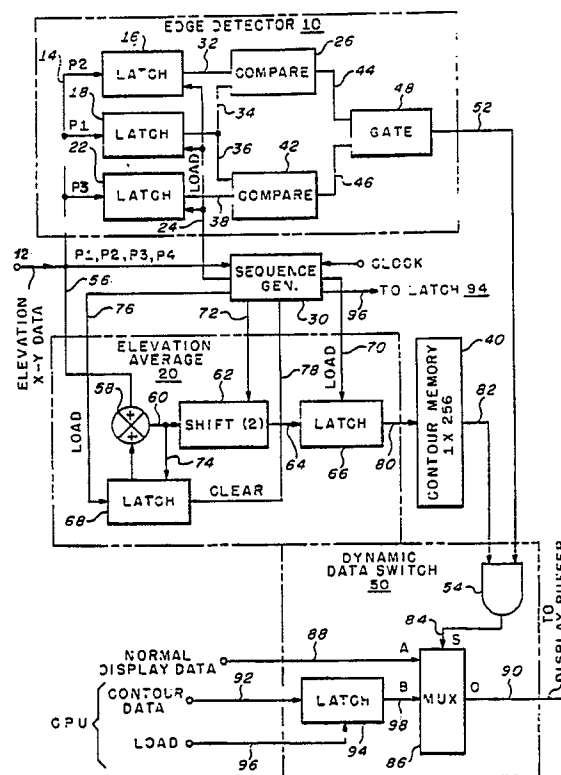 EDGE DETECTOR 10
14 P2 16 LATCH 32 26 COMPARE 44
18 P1 LATCH 34 48 GATE 52
22 P3 LATCH LOAD 36 42 COMPARE 46
24 38
12 P1, P2, P3, P4 SEQUENCE GEN. CLOCK
ELEVATION X-Y DATA
56 76 72 30 96 TO LATCH 94
ELEVATION AVERAGE 20 78 LOAD 70 40
58 60 62 SHIFT (2) 64 LATCH 66 80 CONTOUR MEMORY 1 X 256 82
LOAD 74
LATCH 68 CLEAR
DYNAMIC DATA SWITCH 50
54
84 S
NORMAL DISPLAY DATA 88 A
CPU CONTOUR DATA 92 LATCH B MUX O 90 TO DISPLAY BUFFER
98
LOAD 96 94 86